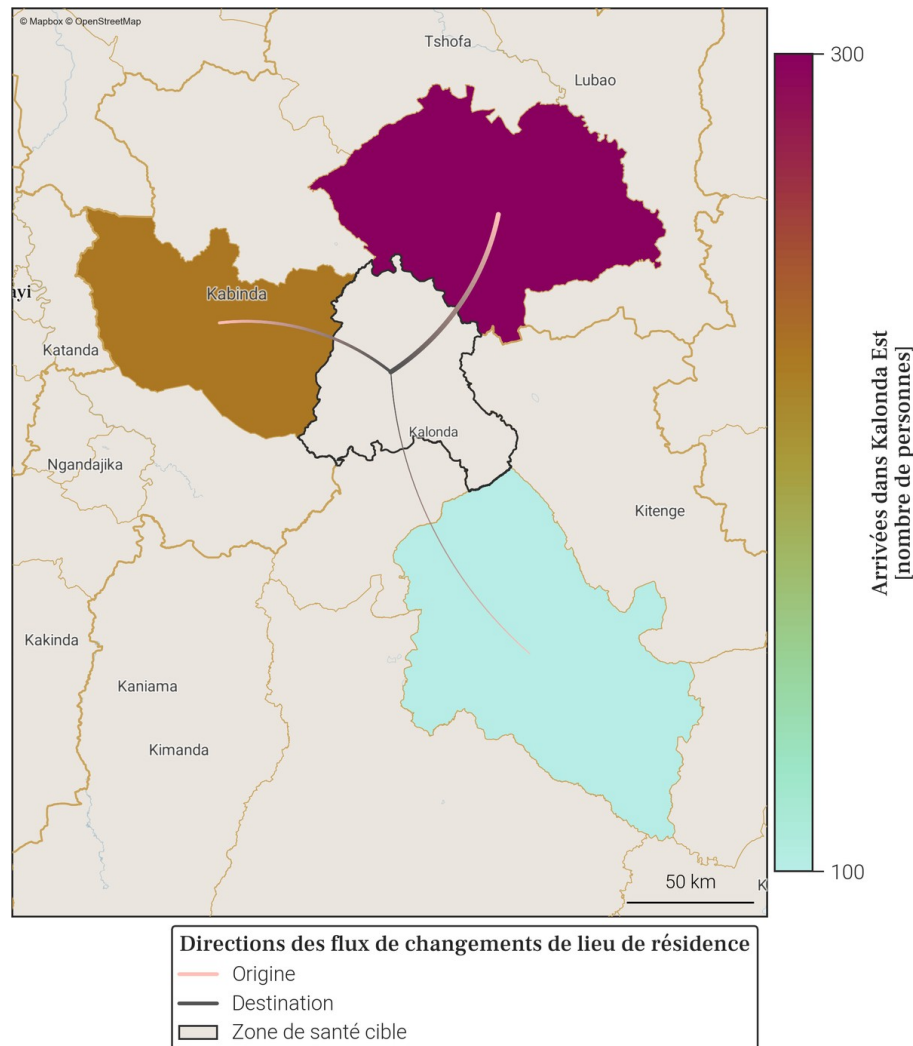 © Mapbox © OpenStreetMap
Tshofa
Lubao
300
Kabinda
Katanda
Kalonda
Ngandajika
Kitenge
Arrivées dans Kalonda Est
[nombre de personnes]
Kakinda
Kaniama
Kimanda
50 km
100
Directions des flux de changements de lieu de résidence
Origine
Destination
Zone de santé cible